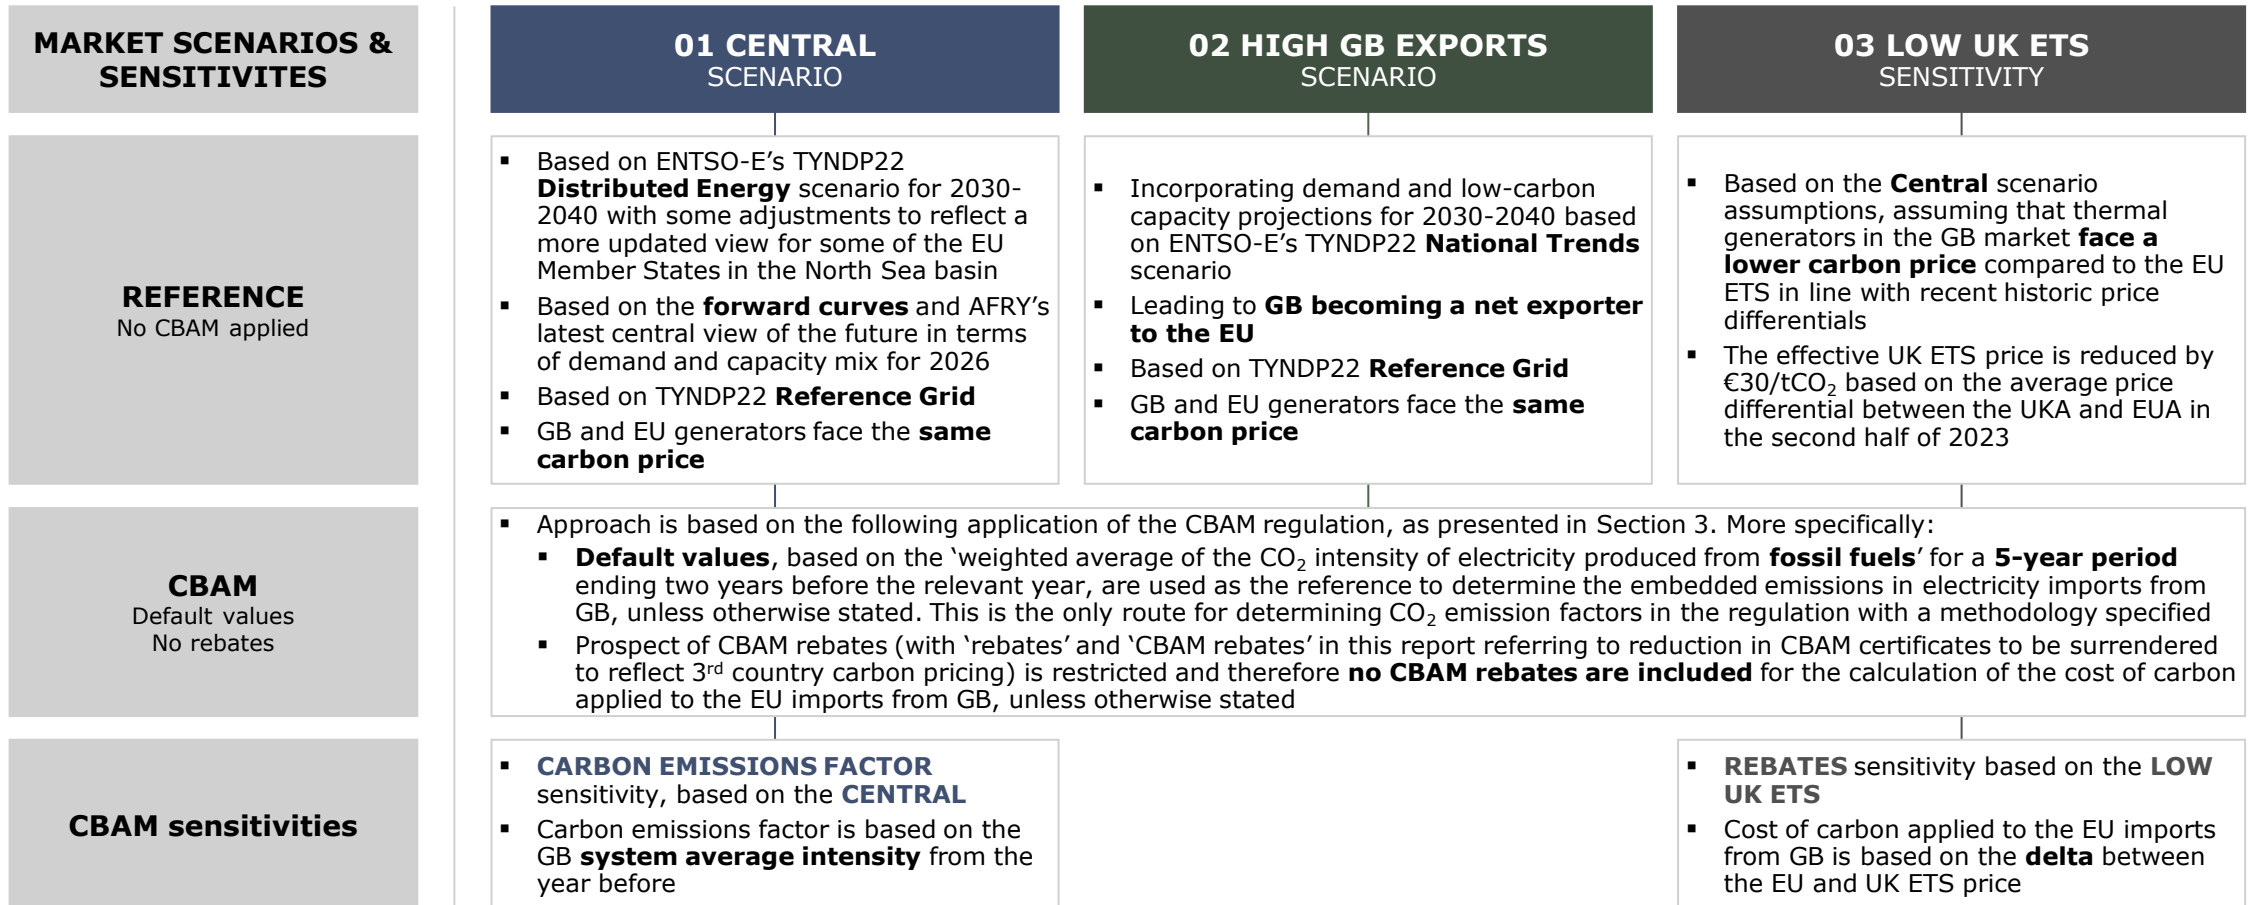 MARKET SCENARIOS &
SENSITIVITES
01 CENTRAL
SCENARIO
02 HIGH GB EXPORTS
SCENARIO
03 LOW UK ETS
SENSITIVITY
REFERENCE
No CBAM applied
▪ Based on ENTSO-E’s TYNDP22
Distributed Energy scenario for 2030-
2040 with some adjustments to reflect a
more updated view for some of the EU
Member States in the North Sea basin
▪ Based on the forward curves and AFRY’s
latest central view of the future in terms
of demand and capacity mix for 2026
▪ Based on TYNDP22 Reference Grid
▪ GB and EU generators face the same
carbon price
▪ Incorporating demand and low-carbon
capacity projections for 2030-2040 based
on ENTSO-E’s TYNDP22 National Trends
scenario
▪ Leading to GB becoming a net exporter
to the EU
▪ Based on TYNDP22 Reference Grid
▪ GB and EU generators face the same
carbon price
▪ Based on the Central scenario
assumptions, assuming that thermal
generators in the GB market face a
lower carbon price compared to the EU
ETS in line with recent historic price
differentials
▪ The effective UK ETS price is reduced by
€30/tCO₂ based on the average price
differential between the UKA and EUA in
the second half of 2023
CBAM
Default values
No rebates
▪ Approach is based on the following application of the CBAM regulation, as presented in Section 3. More specifically:
▪ Default values, based on the ‘weighted average of the CO₂ intensity of electricity produced from fossil fuels’ for a 5-year period
ending two years before the relevant year, are used as the reference to determine the embedded emissions in electricity imports from
GB, unless otherwise stated. This is the only route for determining CO₂ emission factors in the regulation with a methodology specified
▪ Prospect of CBAM rebates (with ‘rebates’ and ‘CBAM rebates’ in this report referring to reduction in CBAM certificates to be surrendered
to reflect 3rd country carbon pricing) is restricted and therefore no CBAM rebates are included for the calculation of the cost of carbon
applied to the EU imports from GB, unless otherwise stated
CBAM sensitivities
▪ CARBON EMISSIONS FACTOR
sensitivity, based on the CENTRAL
▪ Carbon emissions factor is based on the
GB system average intensity from the
year before
▪ REBATES sensitivity based on the LOW
UK ETS
▪ Cost of carbon applied to the EU imports
from GB is based on the delta between
the EU and UK ETS price